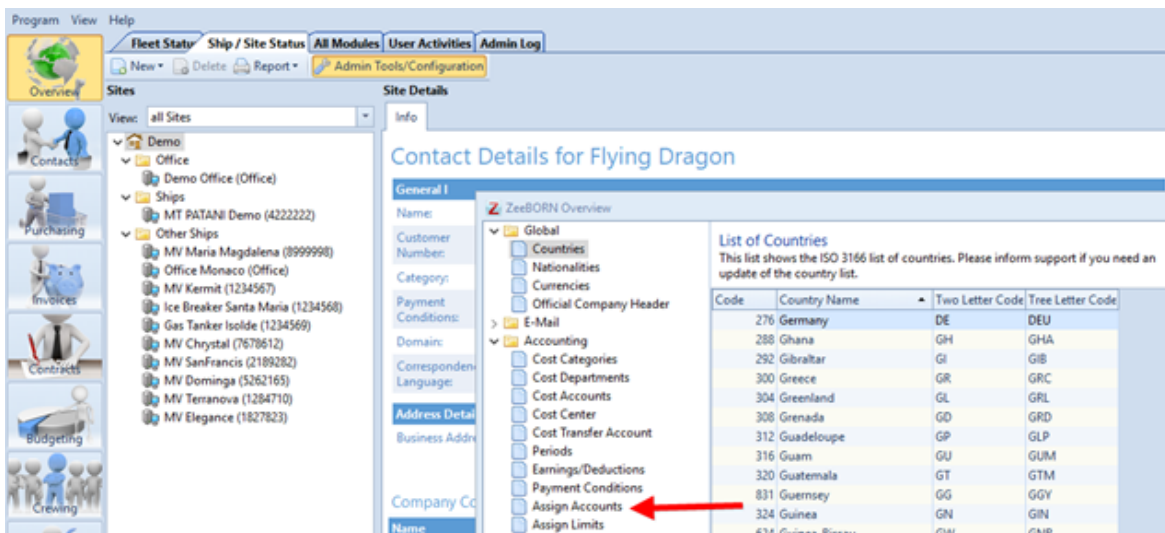 Program View Help
Fleet Statu Ship / Site Status All Modules User Activities Admin Log
New Delete Report Admin Tools/Configuration
Overview
Contacts
Purchasing
Invoices
Contracts
Budgeting
Crewing
Sites
View: all Sites
Demo
Office
Demo Office (Office)
Ships
MT PATANI Demo (4222222)
Other Ships
MV Maria Magdalena (8999998)
Office Monaco (Office)
MV Kermit (1234567)
Ice Breaker Santa Maria (1234568)
Gas Tanker Isolde (1234569)
MV Chrystal (7678612)
MV SanFrancis (2189282)
MV Dominga (5262165)
MV Terranova (1284710)
MV Elegance (1827823)
Site Details
Info
Contact Details for Flying Dragon
General I
Name:
Customer
Number:
Category:
Payment
Conditions:
Domain:
Corresponden
Language:
Address Detai
Business Addre
Company Co
Name
ZeeBORN Overview
Global
Countries
Nationalities
Currencies
Official Company Header
E-Mail
Accounting
Cost Categories
Cost Departments
Cost Accounts
Cost Center
Cost Transfer Account
Periods
Earnings/Deductions
Payment Conditions
Assign Accounts
Assign Limits
List of Countries
This list shows the ISO 3166 list of countries. Please inform support if you need an
update of the country list.
Code Country Name Two Letter Code Tree Letter Code
276 Germany DE DEU
288 Ghana GH GHA
292 Gibraltar GI GIB
300 Greece GR GRC
304 Greenland GL GRL
308 Grenada GD GRD
312 Guadeloupe GP GLP
316 Guam GU GUM
320 Guatemala GT GTM
831 Guernsey GG GGY
324 Guinea GN GIN
624 Guinea-Bissau GW GNB